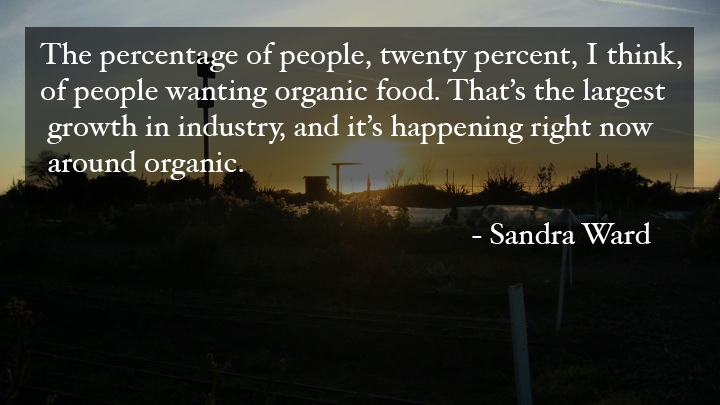 The percentage of people, twenty percent, I think,
of people wanting organic food. That’s the largest
growth in industry, and it’s happening right now
around organic.
- Sandra Ward